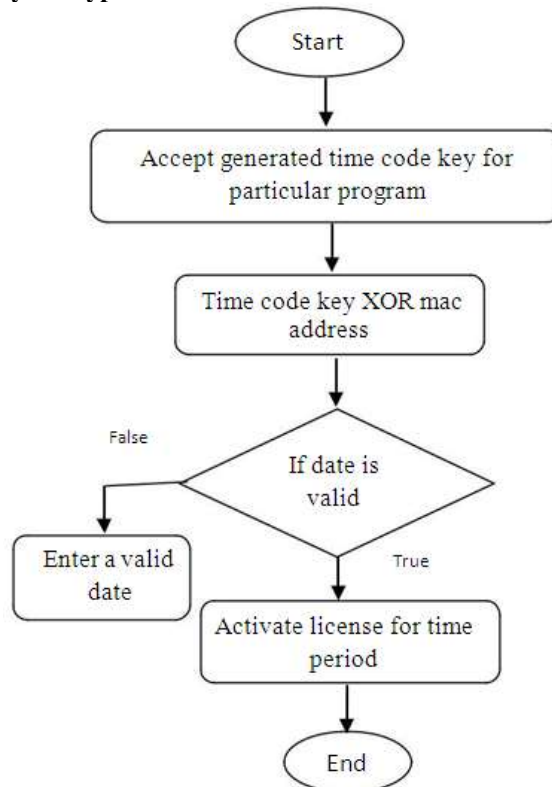 Start
Accept generated time code key for
particular program
Time code key XOR mac
address
False
If date is
valid
Enter a valid
date
True
Activate license for time
period
End